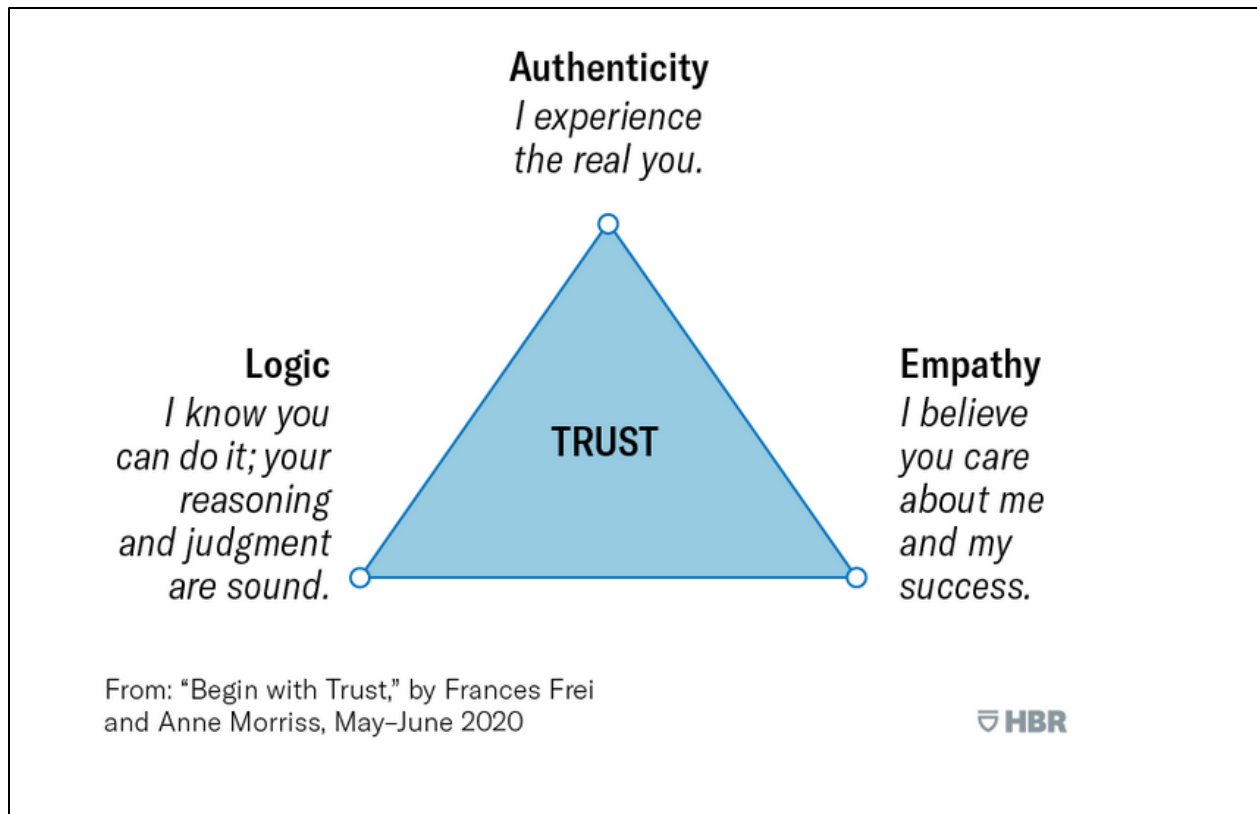 Authenticity
I experience
the real you.
Logic
I know you
can do it; your
reasoning
and judgment
are sound.
TRUST
Empathy
I believe
you care
about me
and my
success.
From: “Begin with Trust,” by Frances Frei
and Anne Morriss, May–June 2020
HBR